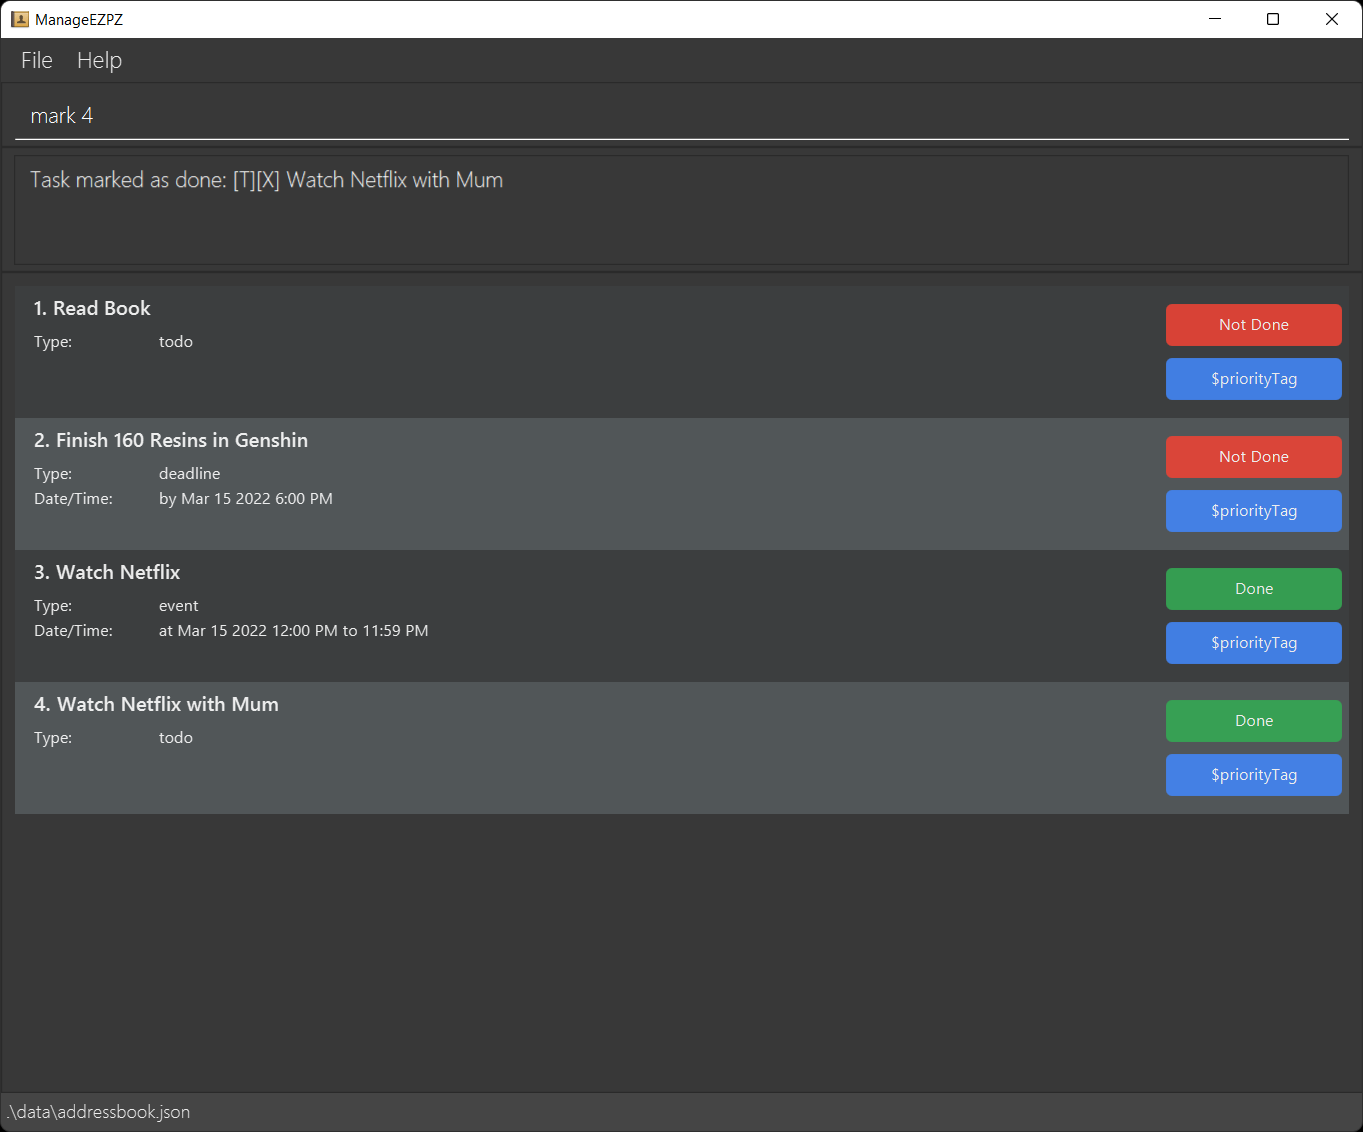 ManageEZPZ
File Help
mark 4
Task marked as done: [T][X] Watch Netflix with Mum
1. Read Book
Type: todo
Not Done
$priorityTag
2. Finish 160 Resins in Genshin
Type: deadline
Date/Time: by Mar 15 2022 6:00 PM
Not Done
$priorityTag
3. Watch Netflix
Type: event
Date/Time: at Mar 15 2022 12:00 PM to 11:59 PM
Done
$priorityTag
4. Watch Netflix with Mum
Type: todo
Done
$priorityTag
.\data\addressbook.json